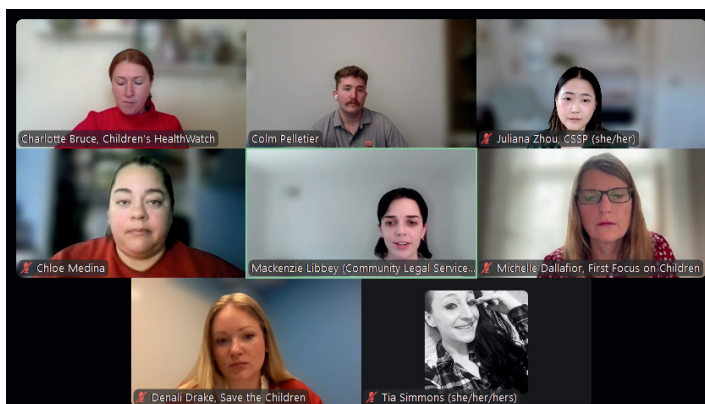 Charlotte Bruce, Children's HealthWatch
Colm Pelletier
Juliana Zhou, CSSP (she/her)
Chloe Medina
Mackenzie Libbey (Community Legal Service...
Michelle Dallafior, First Focus on Children
Denali Drake, Save the Children
Tia Simmons (she/her/hers)